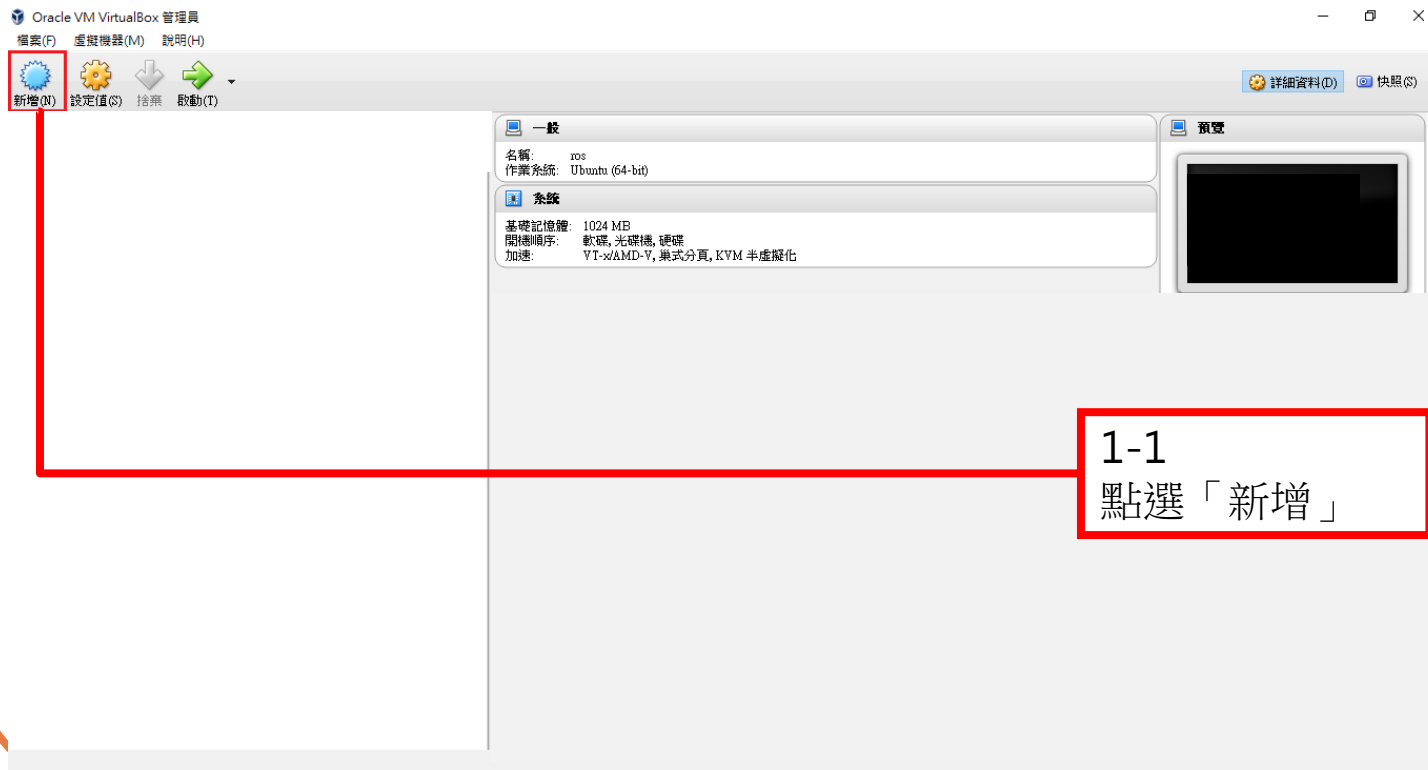 Oracle VM VirtualBox 管理員
檔案(F) 虛擬機器(M) 說明(H)
新增(N) 設定值(S) 捨棄 啟動(T)
詳細資料(D) 快照(S)
一般
名稱: ros
作業系統: Ubuntu (64-bit)
系統
基礎記憶體: 1024 MB
開機順序: 軟碟, 光碟機, 硬碟
加速: VT-x/AMD-V, 巢式分頁, KVM 半虛擬化
預覽
1-1
點選「新增」